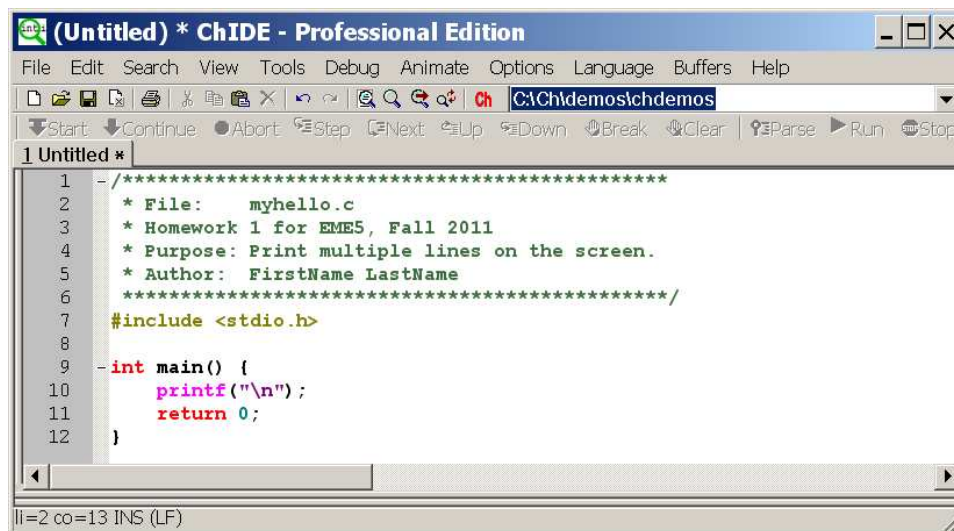 (Untitled) * ChIDE - Professional Edition
File Edit Search View Tools Debug Animate Options Language Buffers Help
Ch C:\Ch\demos\chdemos
Start Continue Abort Step Next Up Down Break Clear Parse Run Stop
1 Untitled *
1 /***********************************************
2 * File:    myhello.c
3 * Homework 1 for EME5, Fall 2011
4 * Purpose: Print multiple lines on the screen.
5 * Author:  FirstName LastName
6 ***********************************************/
7 #include <stdio.h>
8
9 int main() {
10     printf("\n");
11     return 0;
12 }
li=2 co=13 INS (LF)